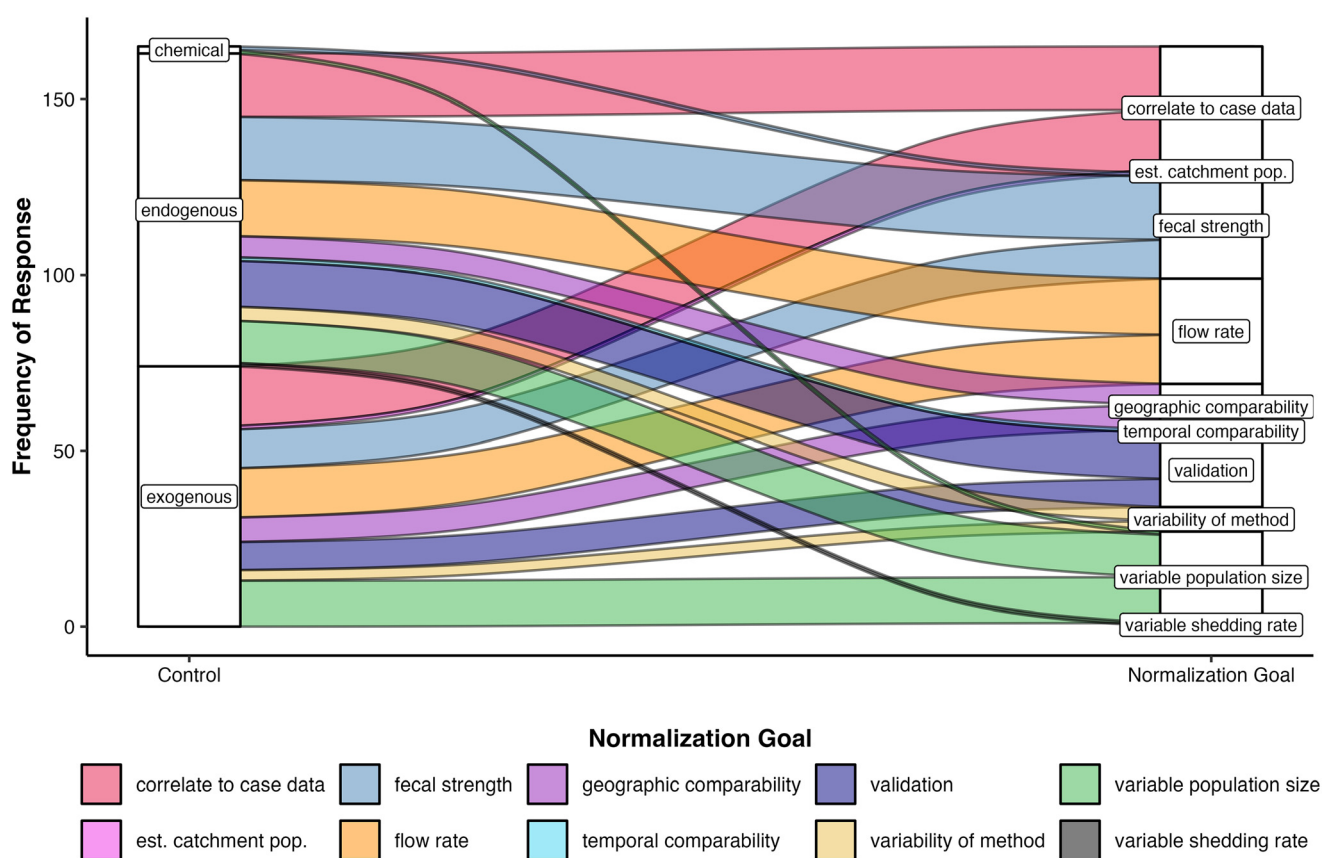 chemical
correlate to case data
150
est. catchment pop.
endogenous
fecal strength
100
Frequency of Response
flow rate
geographic comparability
temporal comparability
50
validation
exogenous
variability of method
variable population size
0
variable shedding rate
Control
Normalization Goal
Normalization Goal
correlate to case data
fecal strength
geographic comparability
validation
variable population size
est. catchment pop.
flow rate
temporal comparability
variability of method
variable shedding rate